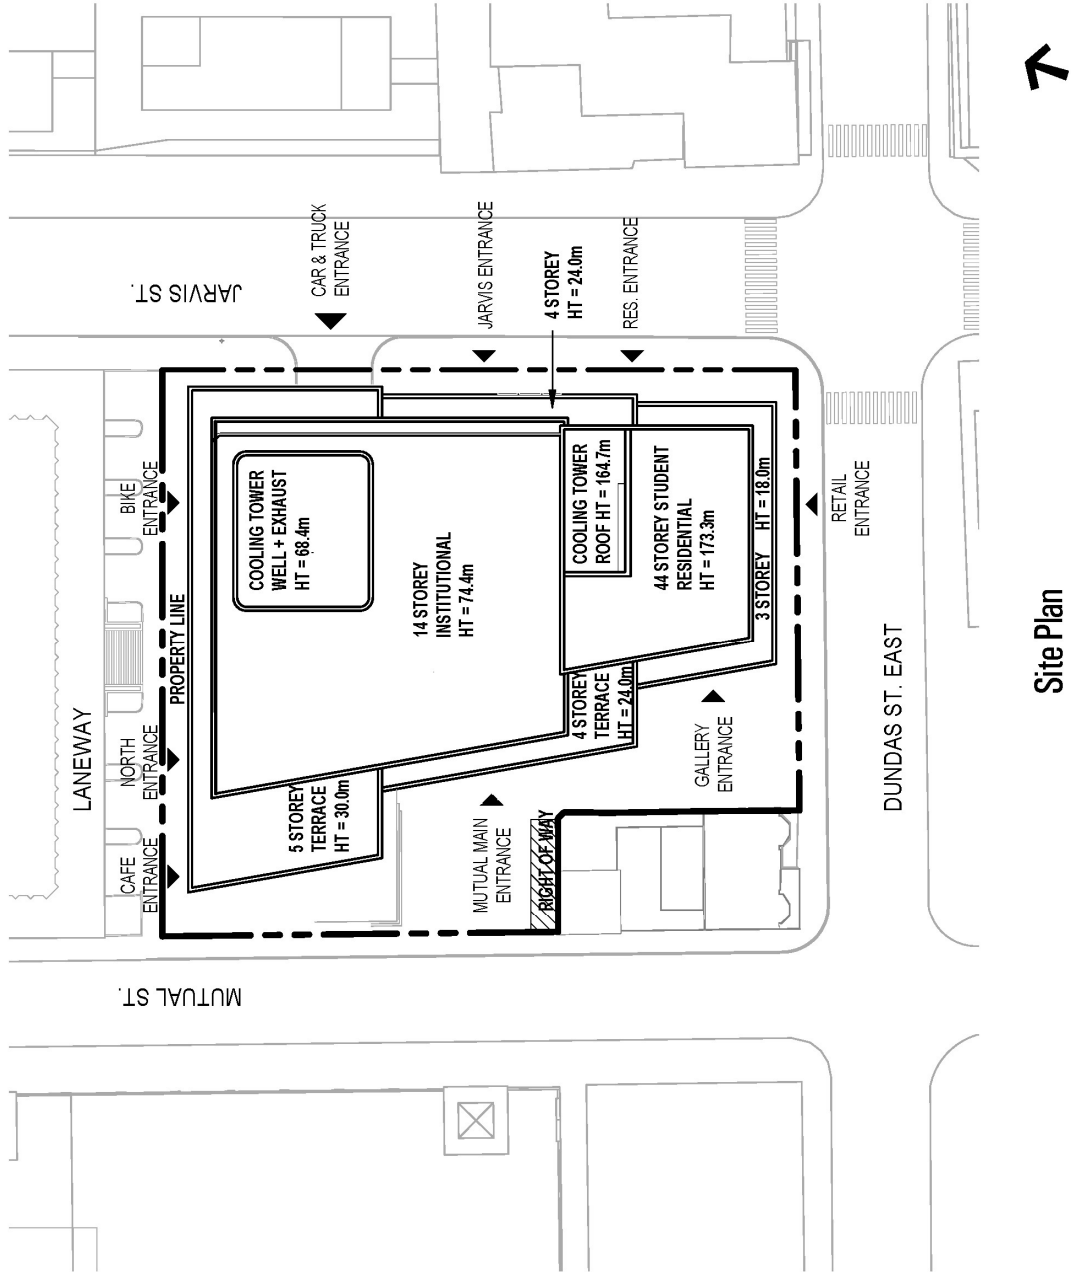 JARVIS ST.
CAR & TRUCK
ENTRANCE
JARVIS ENTRANCE
4 STOREY
HT = 24.0m
RES. ENTRANCE
BIKE
ENTRANCE
COOLING TOWER
WELL + EXHAUST
HT = 68.4m
14 STOREY
INSTITUTIONAL
HT = 74.4m
COOLING TOWER
ROOF HT = 164.7m
44 STOREY STUDENT
RESIDENTIAL
HT = 173.3m
3 STOREY HT = 18.0m
RETAIL
ENTRANCE
LANEWAY
PROPERTY LINE
NORTH
ENTRANCE
4 STOREY
TERRACE
HT = 24.0m
GALLERY
ENTRANCE
DUNDAS ST. EAST
CAFE
ENTRANCE
5 STOREY
TERRACE
HT = 30.0m
MUTUAL MAIN
ENTRANCE
RIGHT OF WAY
MUTUAL ST.
Site Plan